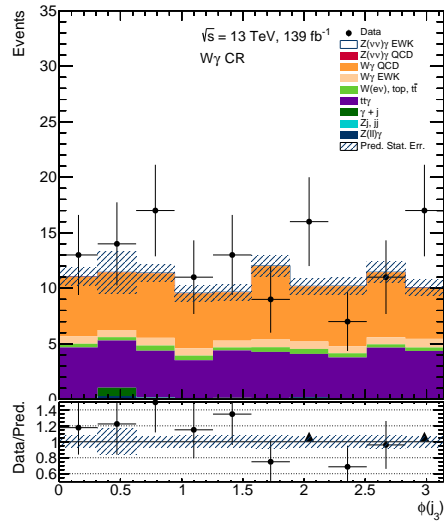 Events
35
30
25
20
15
10
5
0
√s = 13 TeV, 139 fb⁻¹
Wγ CR
Data
Z(νν)γ EWK
Z(νν)γ QCD
Wγ QCD
Wγ EWK
W(eν), top, tt̄
ttγ
γ + j
Zj, jj
Z(ll)γ
Pred. Stat. Err.
Data/Pred.
1.4
1.2
1
0.8
0.6
0 0.5 1 1.5 2 2.5 3
ϕ(j₃)